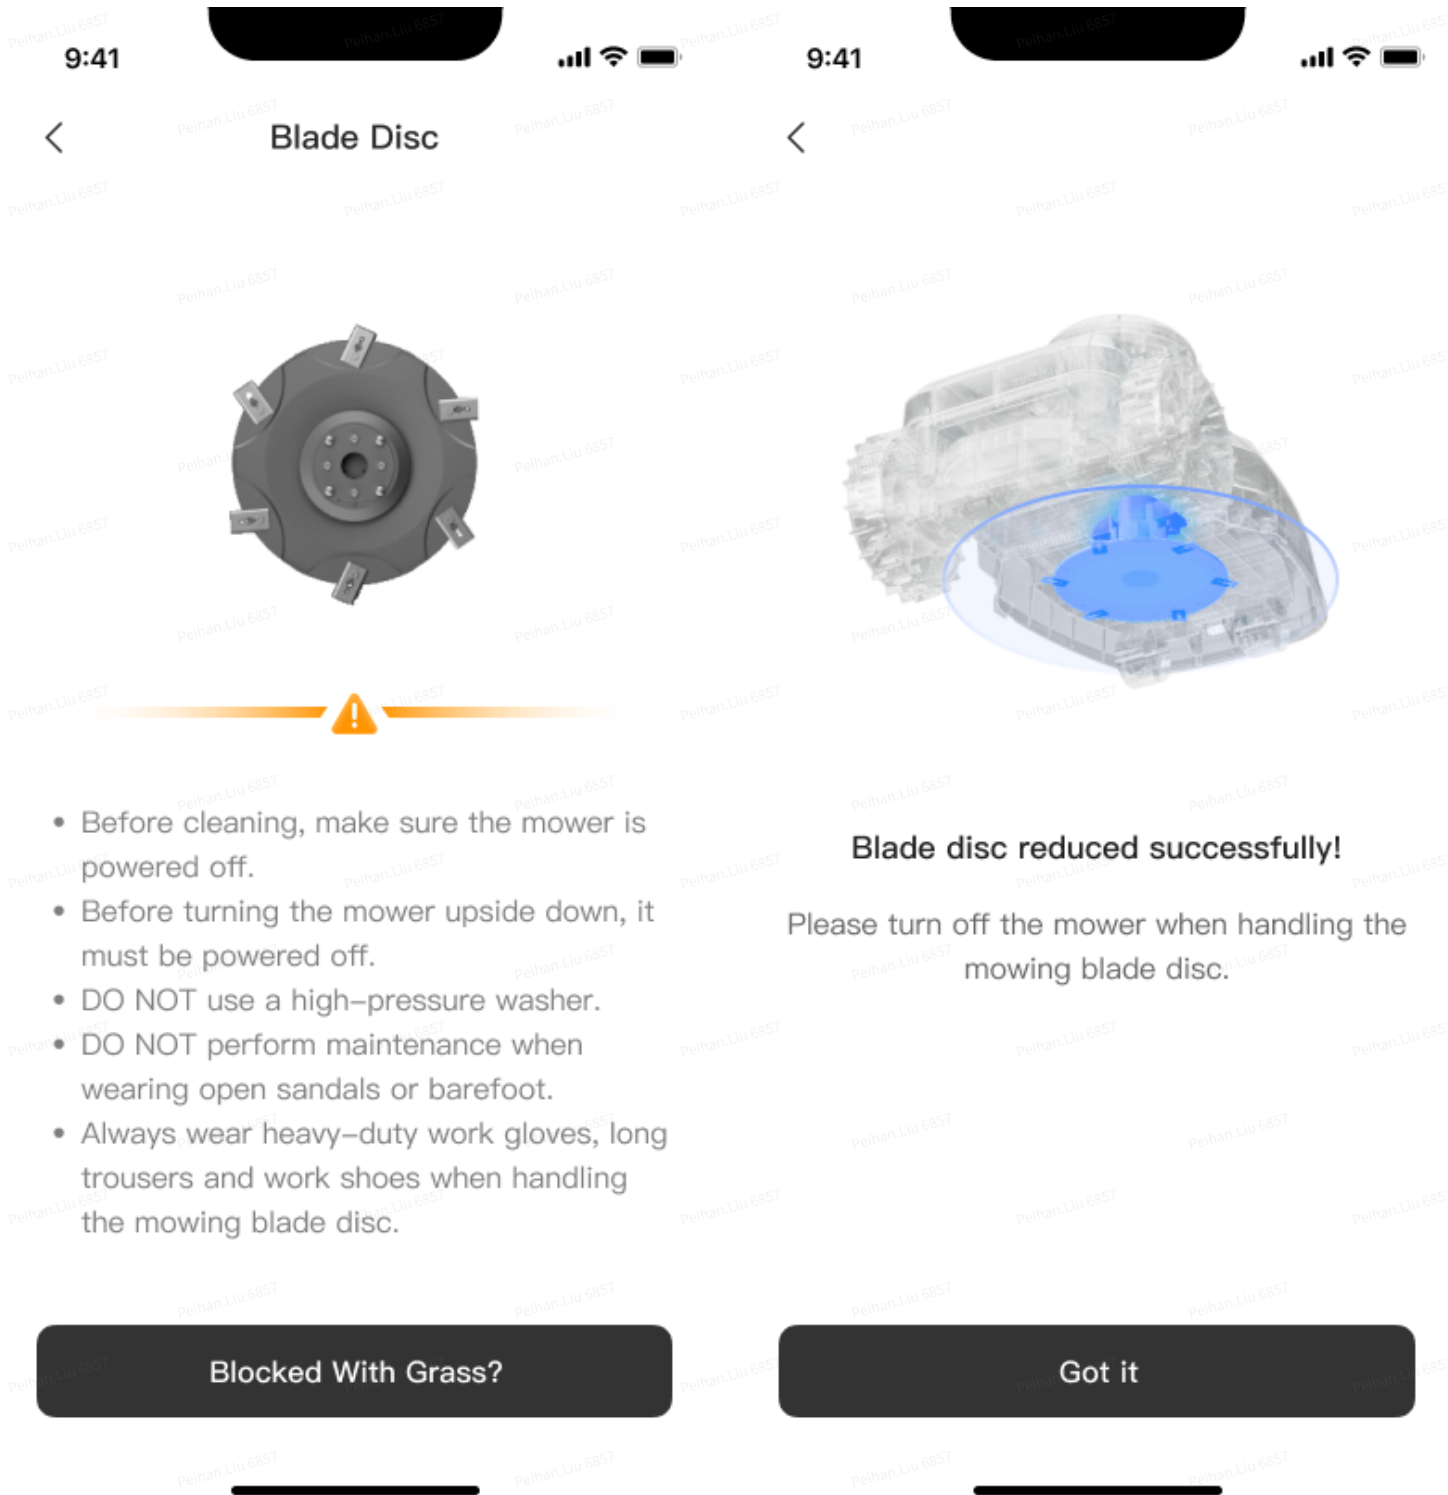 9:41
Blade Disc
Before cleaning, make sure the mower is
powered off.
Before turning the mower upside down, it
must be powered off.
DO NOT use a high-pressure washer.
DO NOT perform maintenance when
wearing open sandals or barefoot.
Always wear heavy-duty work gloves, long
trousers and work shoes when handling
the mowing blade disc.
Blocked With Grass?
9:41
Blade disc reduced successfully!
Please turn off the mower when handling the
mowing blade disc.
Got it
Peihan.Liu 6857